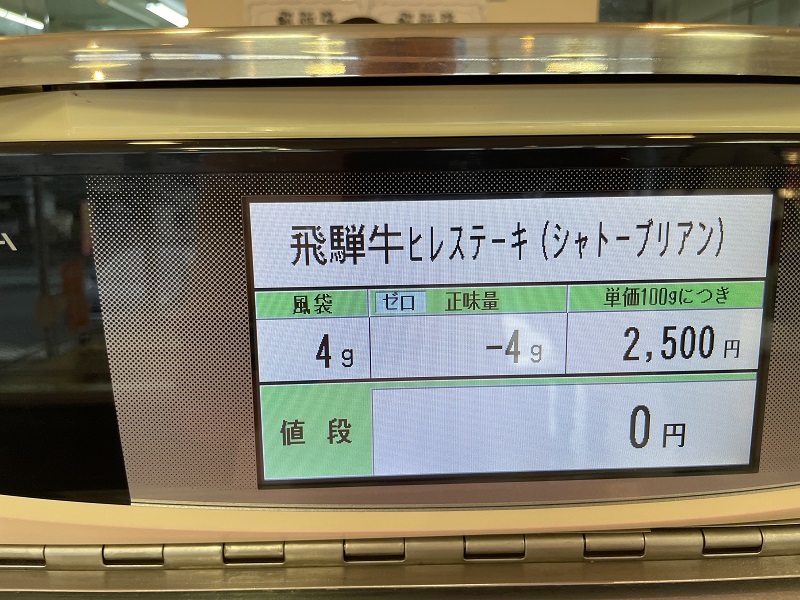 飛騨牛ヒレステーキ(シャトーブリアン)
風袋 ゼロ 正味量 単価100gにつき
4g -4g 2,500円
値段 0円